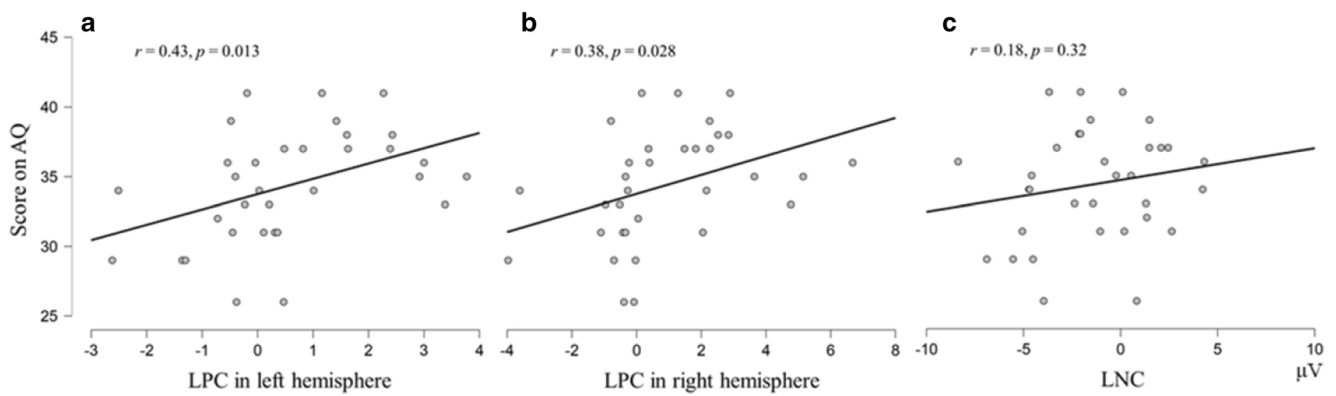 a
r = 0.43, p = 0.013
b
r = 0.38, p = 0.028
c
r = 0.18, p = 0.32
Score on AQ
45
40
35
30
25
-3 -2 -1 0 1 2 3 4
LPC in left hemisphere
-4 -2 0 2 4 6 8
LPC in right hemisphere
-10 -5 0 5 10
LNC
μV